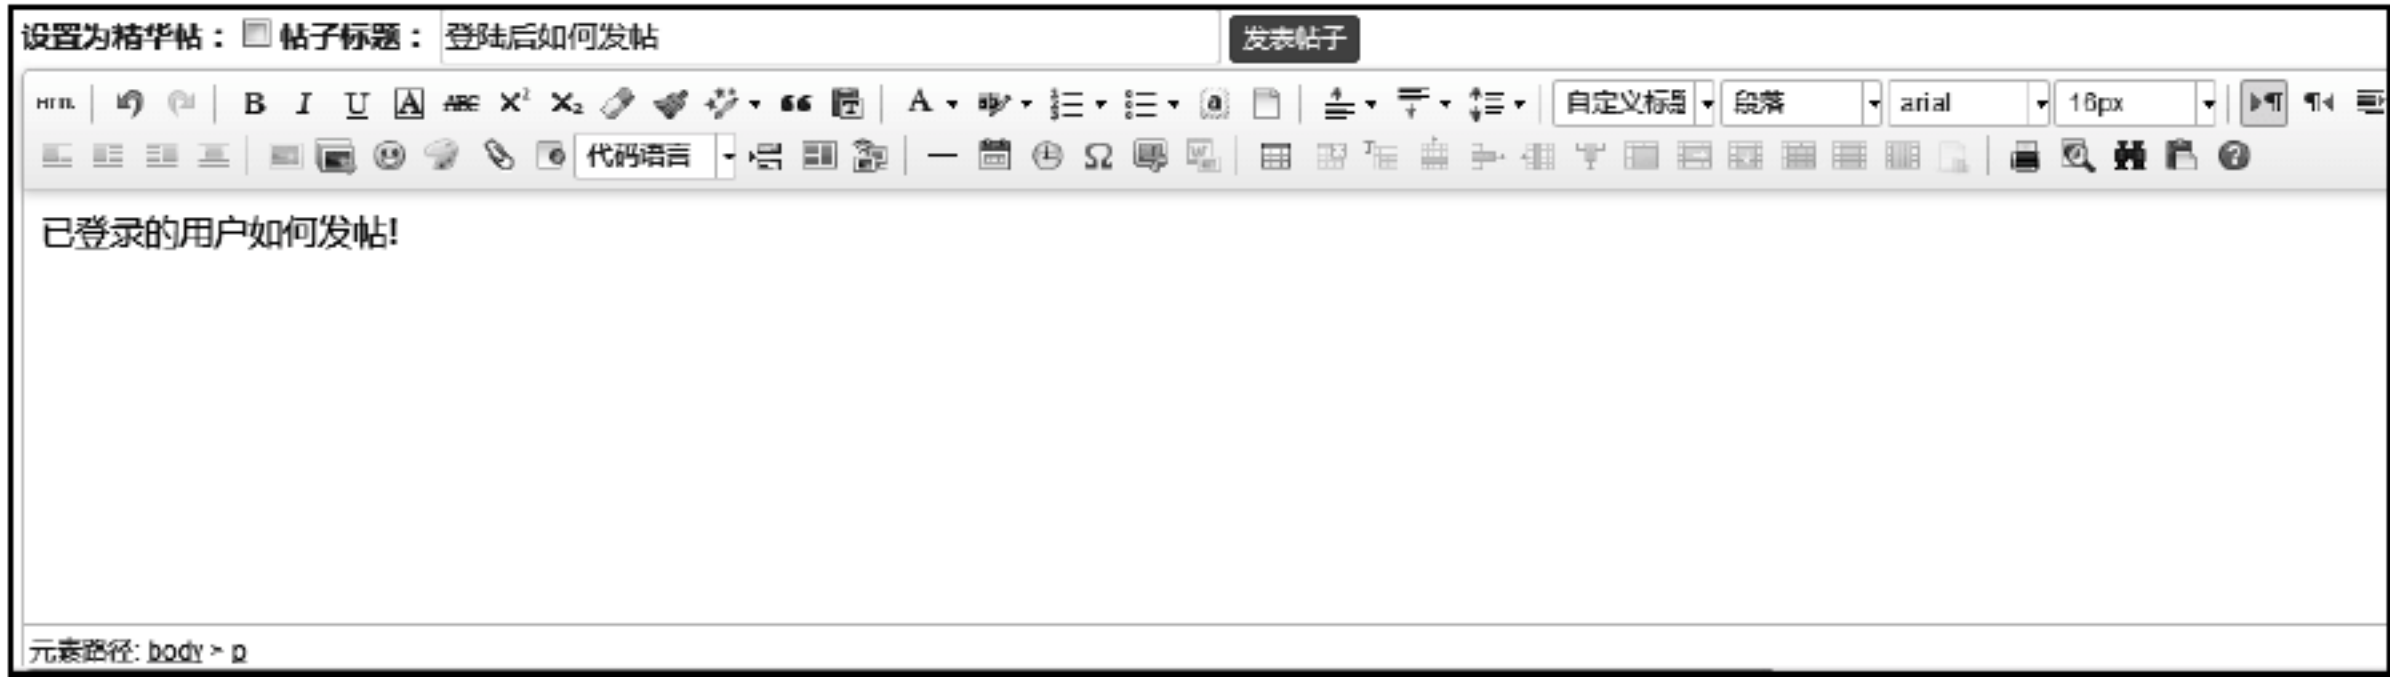 设置为精华帖： 帖子标题： 登陆后如何发帖 发表帖子
HTML B I U A ABC X² X₂ A a 自定义标题 段落 arial 16px
代码语言 Ω
已登录的用户如何发帖!
元素路径: body > p